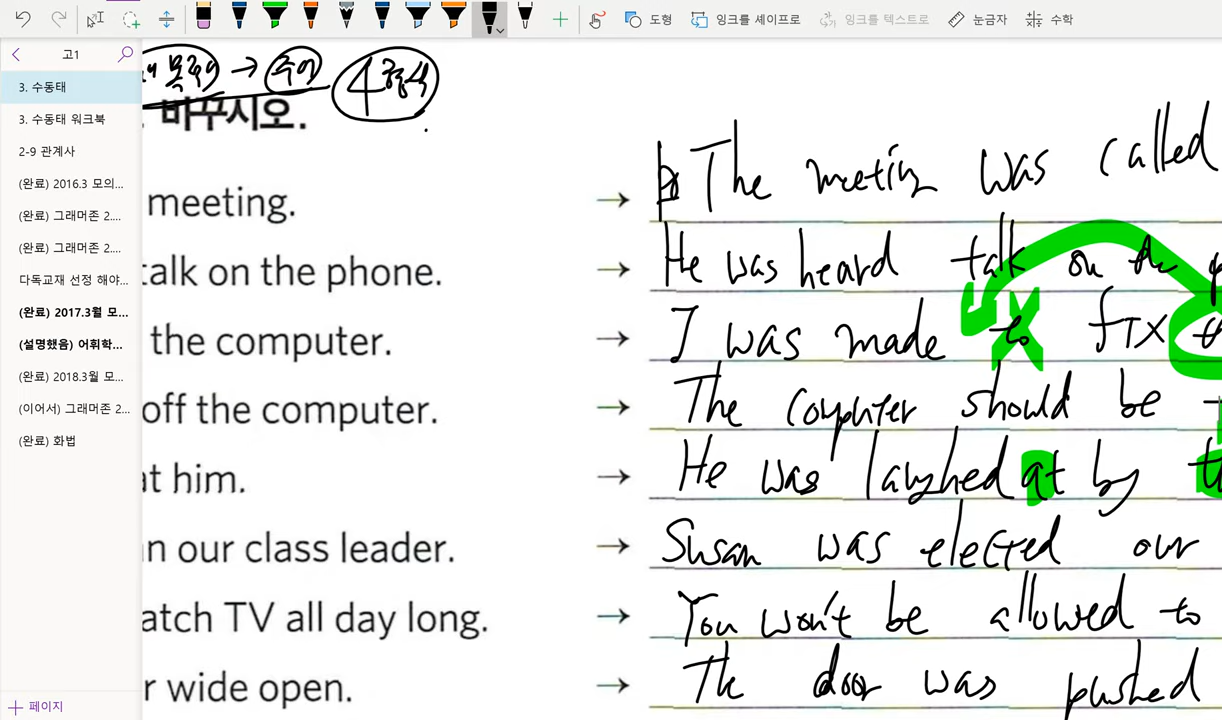 도형 잉크를 셰이프로 잉크를 텍스트로 눈금자 수학
고1
3. 수동태
3. 수동태 워크북
2-9 관계사
(완료) 2016.3 모의...
(완료) 그래머존 2....
(완료) 그래머존 2....
다독교재 선정 해야...
(완료) 2017.3월 모...
(설명했음) 어휘학...
(완료) 2018.3월 모...
(이어서) 그래머존 2...
(완료) 화법
페이지
목적어 → 주어 4형식
바꾸시오.
meeting. → The meeting was called
talk on the phone. → He was heard talk on the p
the computer. → I was made to fix th
off the computer. → The computer should be t
at him. → He was laughed at by t
n our class leader. → Susan was elected our
atch TV all day long. → You won't be allowed to
r wide open. → The door was pushed